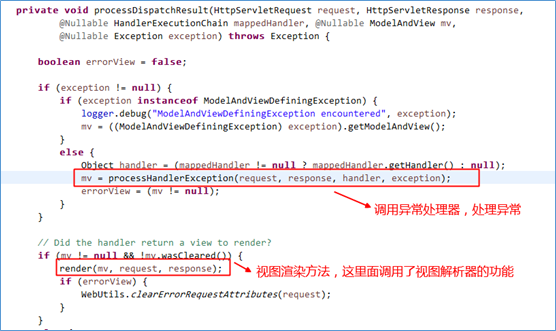 private void processDispatchResult(HttpServletRequest request, HttpServletResponse response,
@Nullable HandlerExecutionChain mappedHandler, @Nullable ModelAndView mv,
@Nullable Exception exception) throws Exception {
boolean errorView = false;
if (exception != null) {
if (exception instanceof ModelAndViewDefiningException) {
logger.debug("ModelAndViewDefiningException encountered", exception);
mv = ((ModelAndViewDefiningException) exception).getModelAndView();
}
else {
Object handler = (mappedHandler != null ? mappedHandler.getHandler() : null);
mv = processHandlerException(request, response, handler, exception);
errorView = (mv != null);
调用异常处理器，处理异常
}
}
// Did the handler return a view to render?
if (mv != null && !mv.wasCleared()) {
render(mv, request, response);
视图渲染方法，这里面调用了视图解析器的功能
if (errorView) {
WebUtils.clearErrorRequestAttributes(request);
}
}